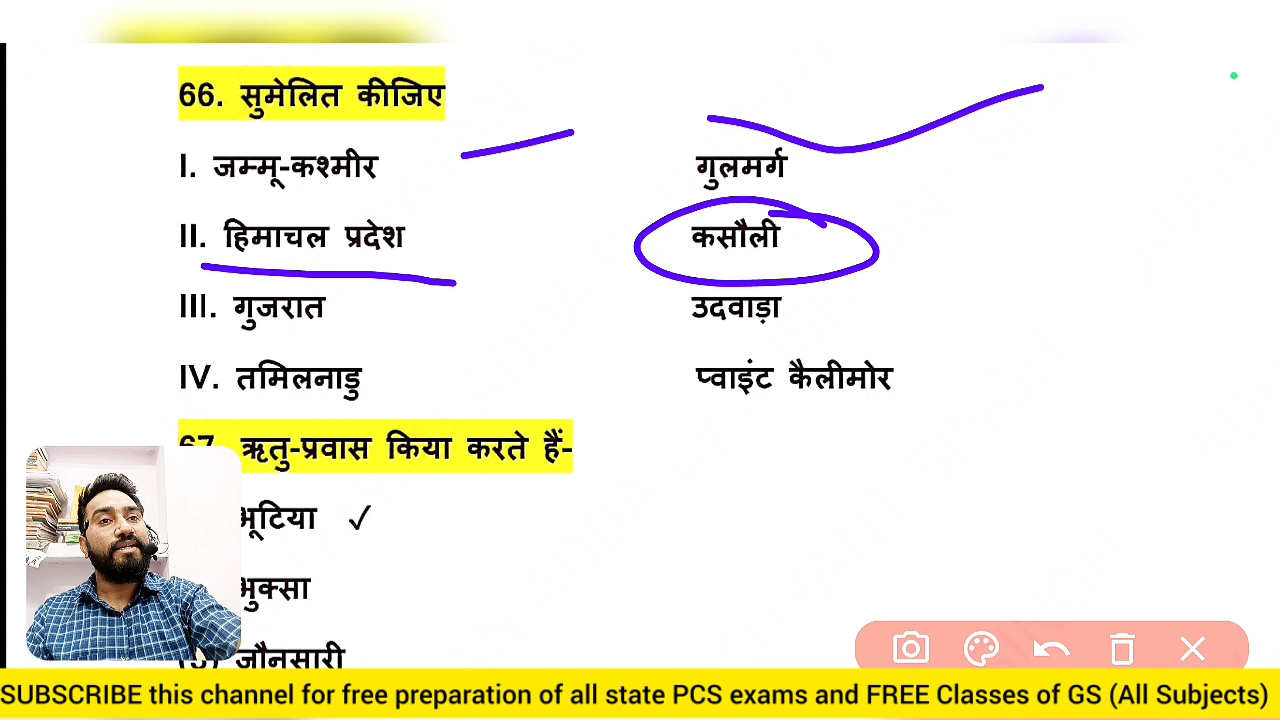 66. सुमेलित कीजिए
I. जम्मू-कश्मीर गुलमर्ग
II. हिमाचल प्रदेश कसौली
III. गुजरात उदवाड़ा
IV. तमिलनाडु प्वाइंट कैलीमोर
67. ऋतु-प्रवास किया करते हैं-
भूटिया ✓
भुक्सा
जौनसारी
SUBSCRIBE this channel for free preparation of all state PCS exams and FREE Classes of GS (All Subjects)